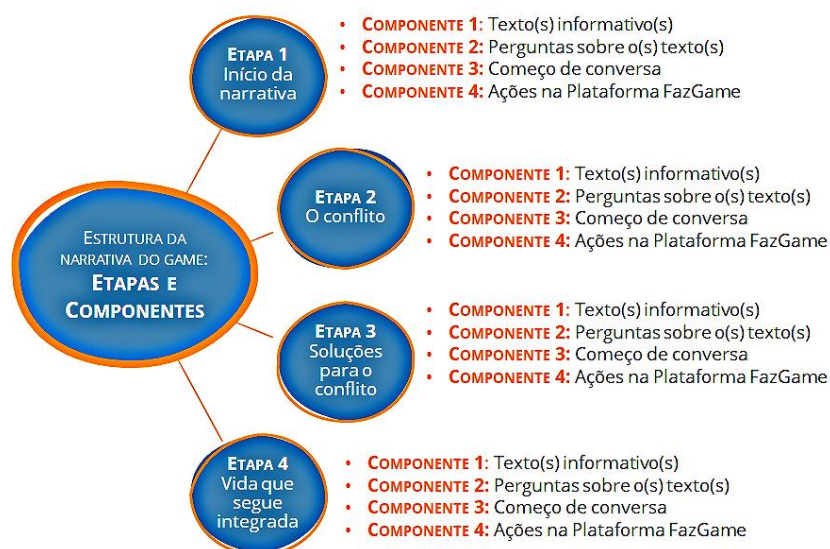 ESTRUTURA DA
NARRATIVA DO GAME:
ETAPAS E
COMPONENTES
ETAPA 1
Início da
narrativa
• COMPONENTE 1: Texto(s) informativo(s)
• COMPONENTE 2: Perguntas sobre o(s) texto(s)
• COMPONENTE 3: Começo de conversa
• COMPONENTE 4: Ações na Plataforma FazGame
ETAPA 2
O conflito
• COMPONENTE 1: Texto(s) informativo(s)
• COMPONENTE 2: Perguntas sobre o(s) texto(s)
• COMPONENTE 3: Começo de conversa
• COMPONENTE 4: Ações na Plataforma FazGame
ETAPA 3
Soluções
para o
conflito
• COMPONENTE 1: Texto(s) informativo(s)
• COMPONENTE 2: Perguntas sobre o(s) texto(s)
• COMPONENTE 3: Começo de conversa
• COMPONENTE 4: Ações na Plataforma FazGame
ETAPA 4
Vida que
segue
integrada
• COMPONENTE 1: Texto(s) informativo(s)
• COMPONENTE 2: Perguntas sobre o(s) texto(s)
• COMPONENTE 3: Começo de conversa
• COMPONENTE 4: Ações na Plataforma FazGame